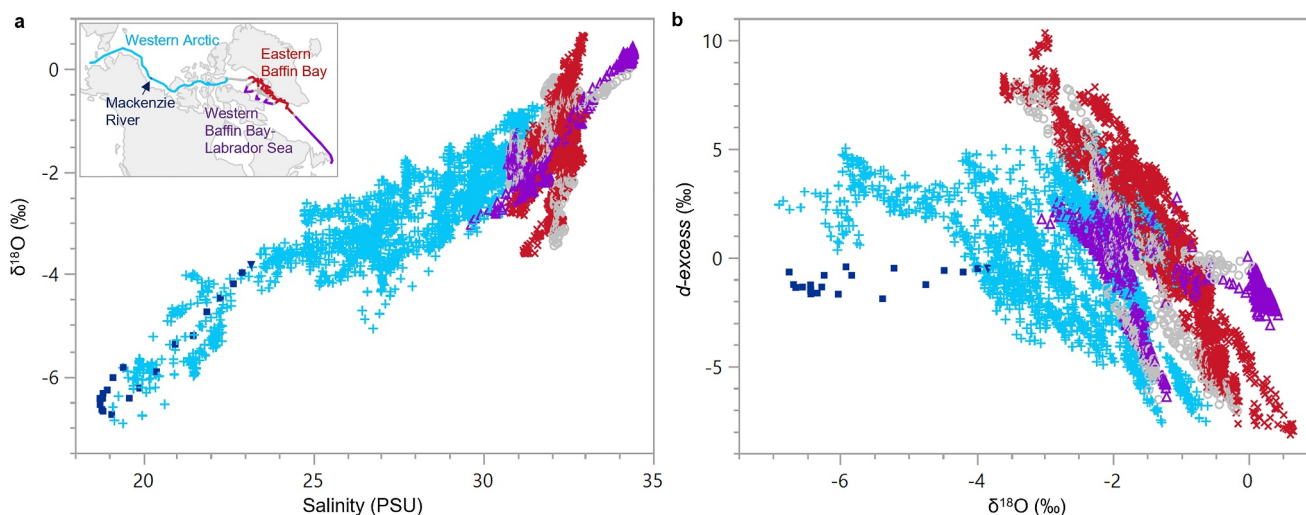 a
Western Arctic
Eastern
Baffin Bay
Mackenzie
River
Western
Baffin Bay-
Labrador Sea
0
-2
-4
-6
δ¹⁸O (‰)
20
25
30
35
Salinity (PSU)
b
10
5
0
-5
d-excess (‰)
-6
-4
-2
0
δ¹⁸O (‰)